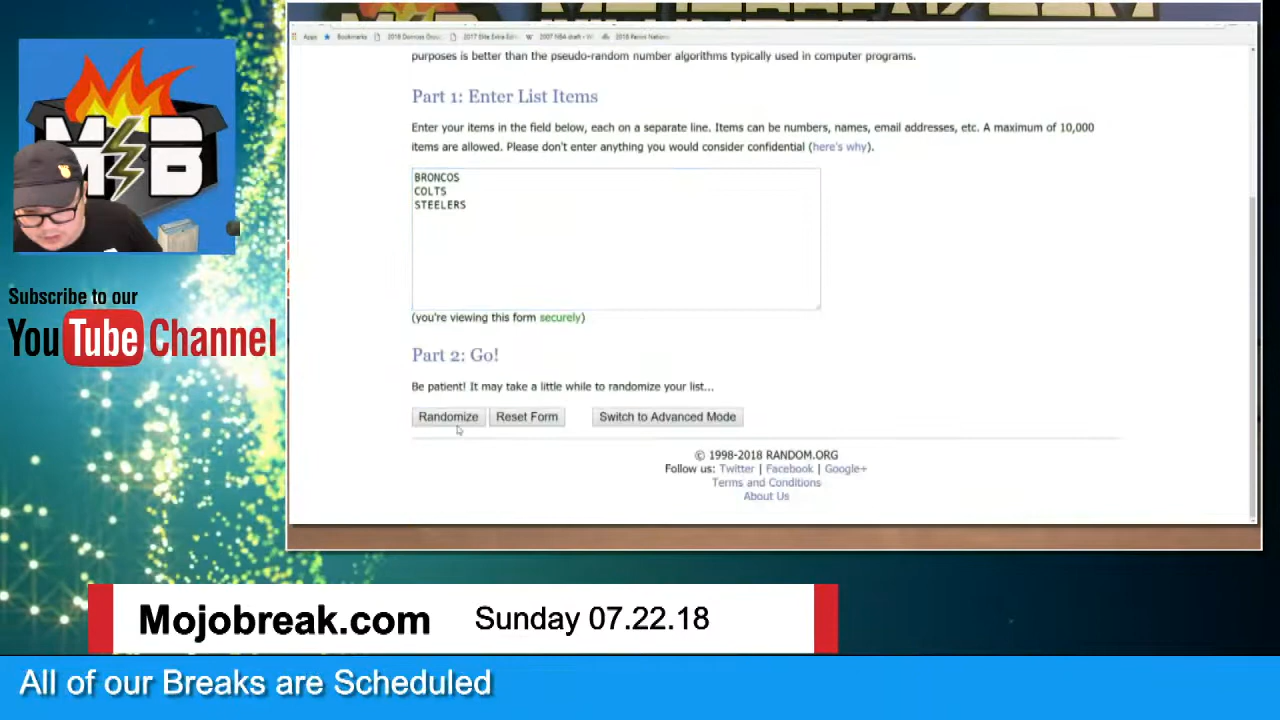 Apps Bookmarks 2007 NBA draft
purposes is better than the pseudo-random number algorithms typically used in computer programs.
Part 1: Enter List Items
Enter your items in the field below, each on a separate line. Items can be numbers, names, email addresses, etc. A maximum of 10,000
items are allowed. Please don't enter anything you would consider confidential (here's why).
BRONCOS
COLTS
STEELERS
(you're viewing this form securely)
Part 2: Go!
Be patient! It may take a little while to randomize your list...
Randomize Reset Form Switch to Advanced Mode
© 1998-2018 RANDOM.ORG
Follow us: Twitter | Facebook | Google+
Terms and Conditions
About Us
M B
Subscribe to our
YouTube Channel
Mojobreak.com Sunday 07.22.18
All of our Breaks are Scheduled